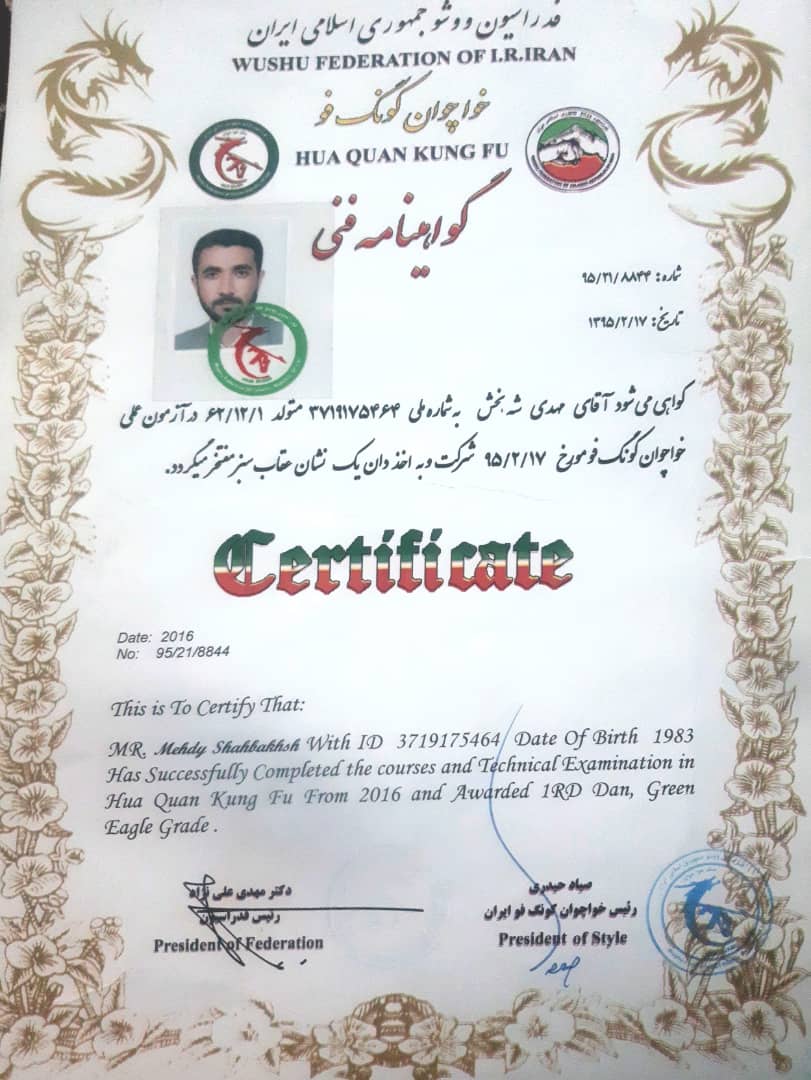 فدراسیون ووشو جمهوری اسلامی ایران
WUSHU FEDERATION OF I.R.IRAN
خواچوان کونگ فو
HUA QUAN KUNG FU
گواهینامه فنی
شماره: ۹۵/۲۱/۸۸۴۴
تاریخ: ۱۳۹۵/۲/۱۷
گواهی می شود آقای مهدی شه بخش به شماره ملی ۳۷۱۹۱۷۵۴۶۴ متولد ۶۲/۱۲/۱ در آزمون عملی
خواچوان کونگ فو مورخ ۹۵/۲/۱۷ شرکت و به اخذ دان یک نشان عقاب سبز مفتخر میگردد.
Certificate
Date: 2016
No: 95/21/8844
This is To Certify That:
MR. Mehdy Shahbakhsh With ID 3719175464 Date Of Birth 1983
Has Successfully Completed the courses and Technical Examination in
Hua Quan Kung Fu From 2016 and Awarded 1RD Dan, Green
Eagle Grade .
صیاد حیدری
رئیس خواچوان کونگ فو ایران
President of Style
دکتر مهدی علی نژاد
رئیس فدراسیون
President of Federation